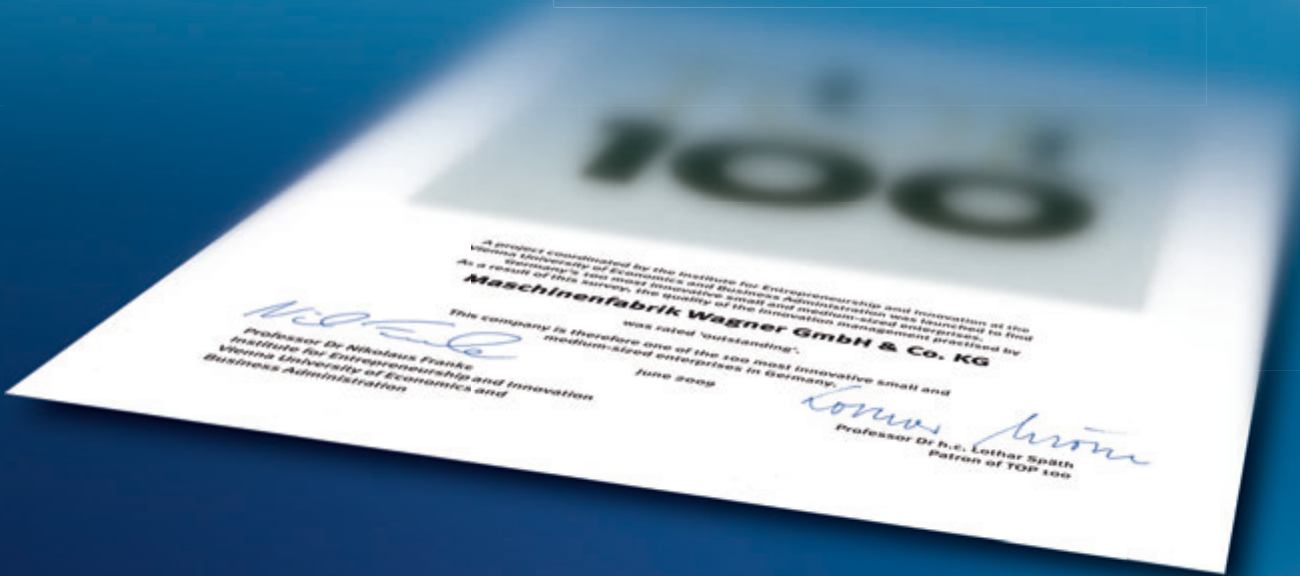 100
A project coordinated by the Institute for Entrepreneurship and Innovation at the
Vienna University of Economics and Business Administration was launched to find
Germany's 100 most innovative small and medium-sized enterprises.
As a result of this survey, the quality of the innovation management practised by
Maschinenfabrik Wagner GmbH & Co. KG
was rated 'outstanding'.
This company is therefore one of the 100 most innovative small and
medium-sized enterprises in Germany.
June 2009
Professor Dr Nikolaus Franke
Institute for Entrepreneurship and Innovation
Vienna University of Economics and
Business Administration
Professor Dr h.c. Lothar Späth
Patron of TOP 100